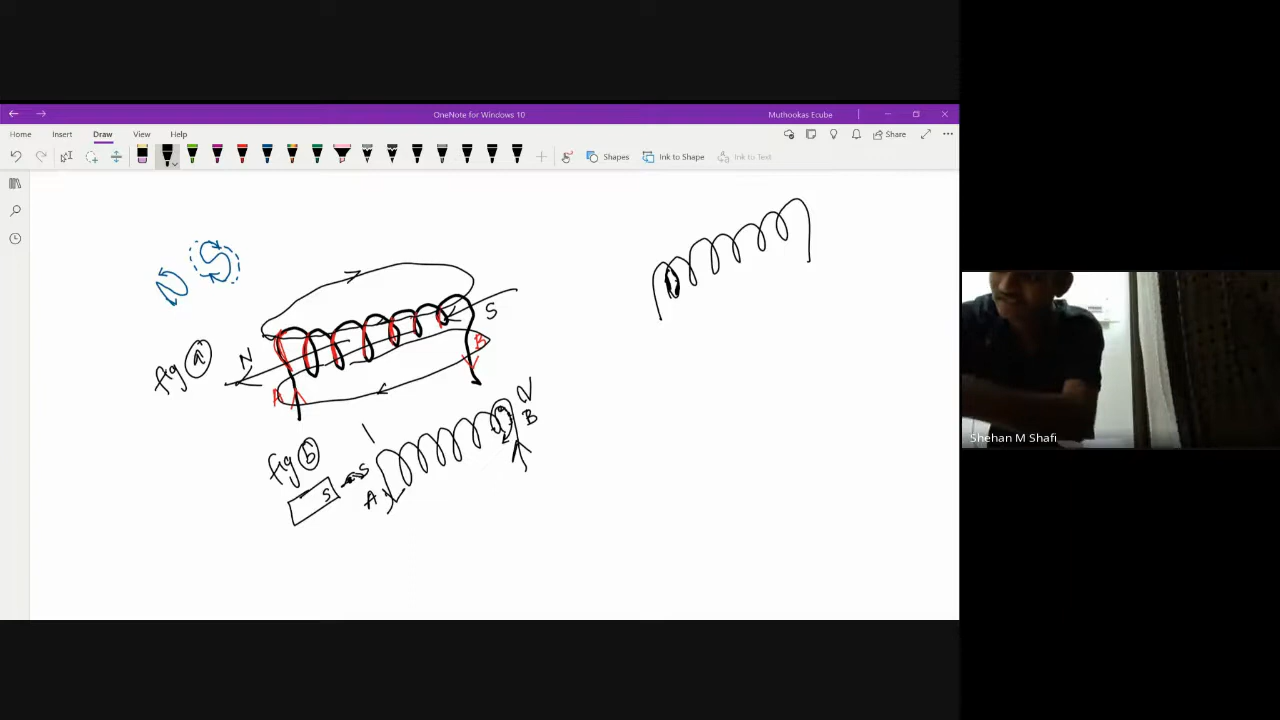 OneNote for Windows 10
Muthookas Ecube
Home Insert Draw View Help
Share
Shapes
Ink to Shape
Ink to Text
N S
S
N
B
fig a
A
N
B
fig b
S
S
A
Shehan M Shafi